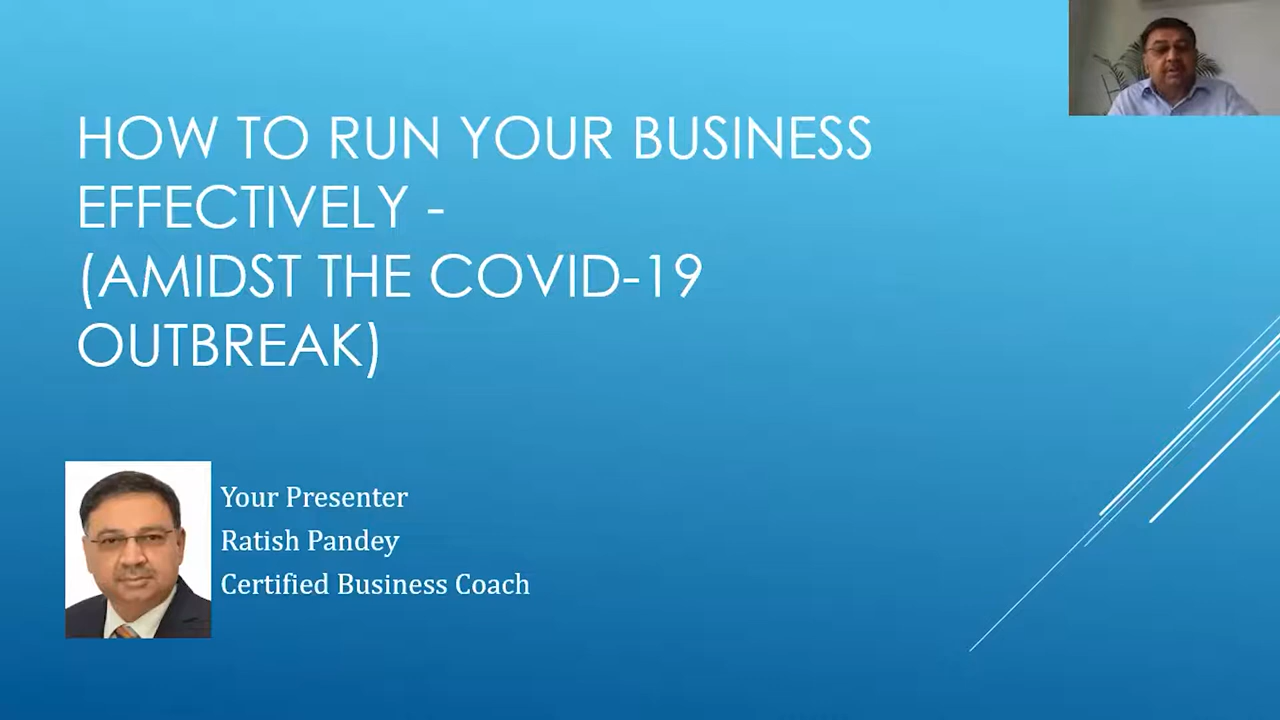 HOW TO RUN YOUR BUSINESS
EFFECTIVELY -
(AMIDST THE COVID-19
OUTBREAK)
Your Presenter
Ratish Pandey
Certified Business Coach